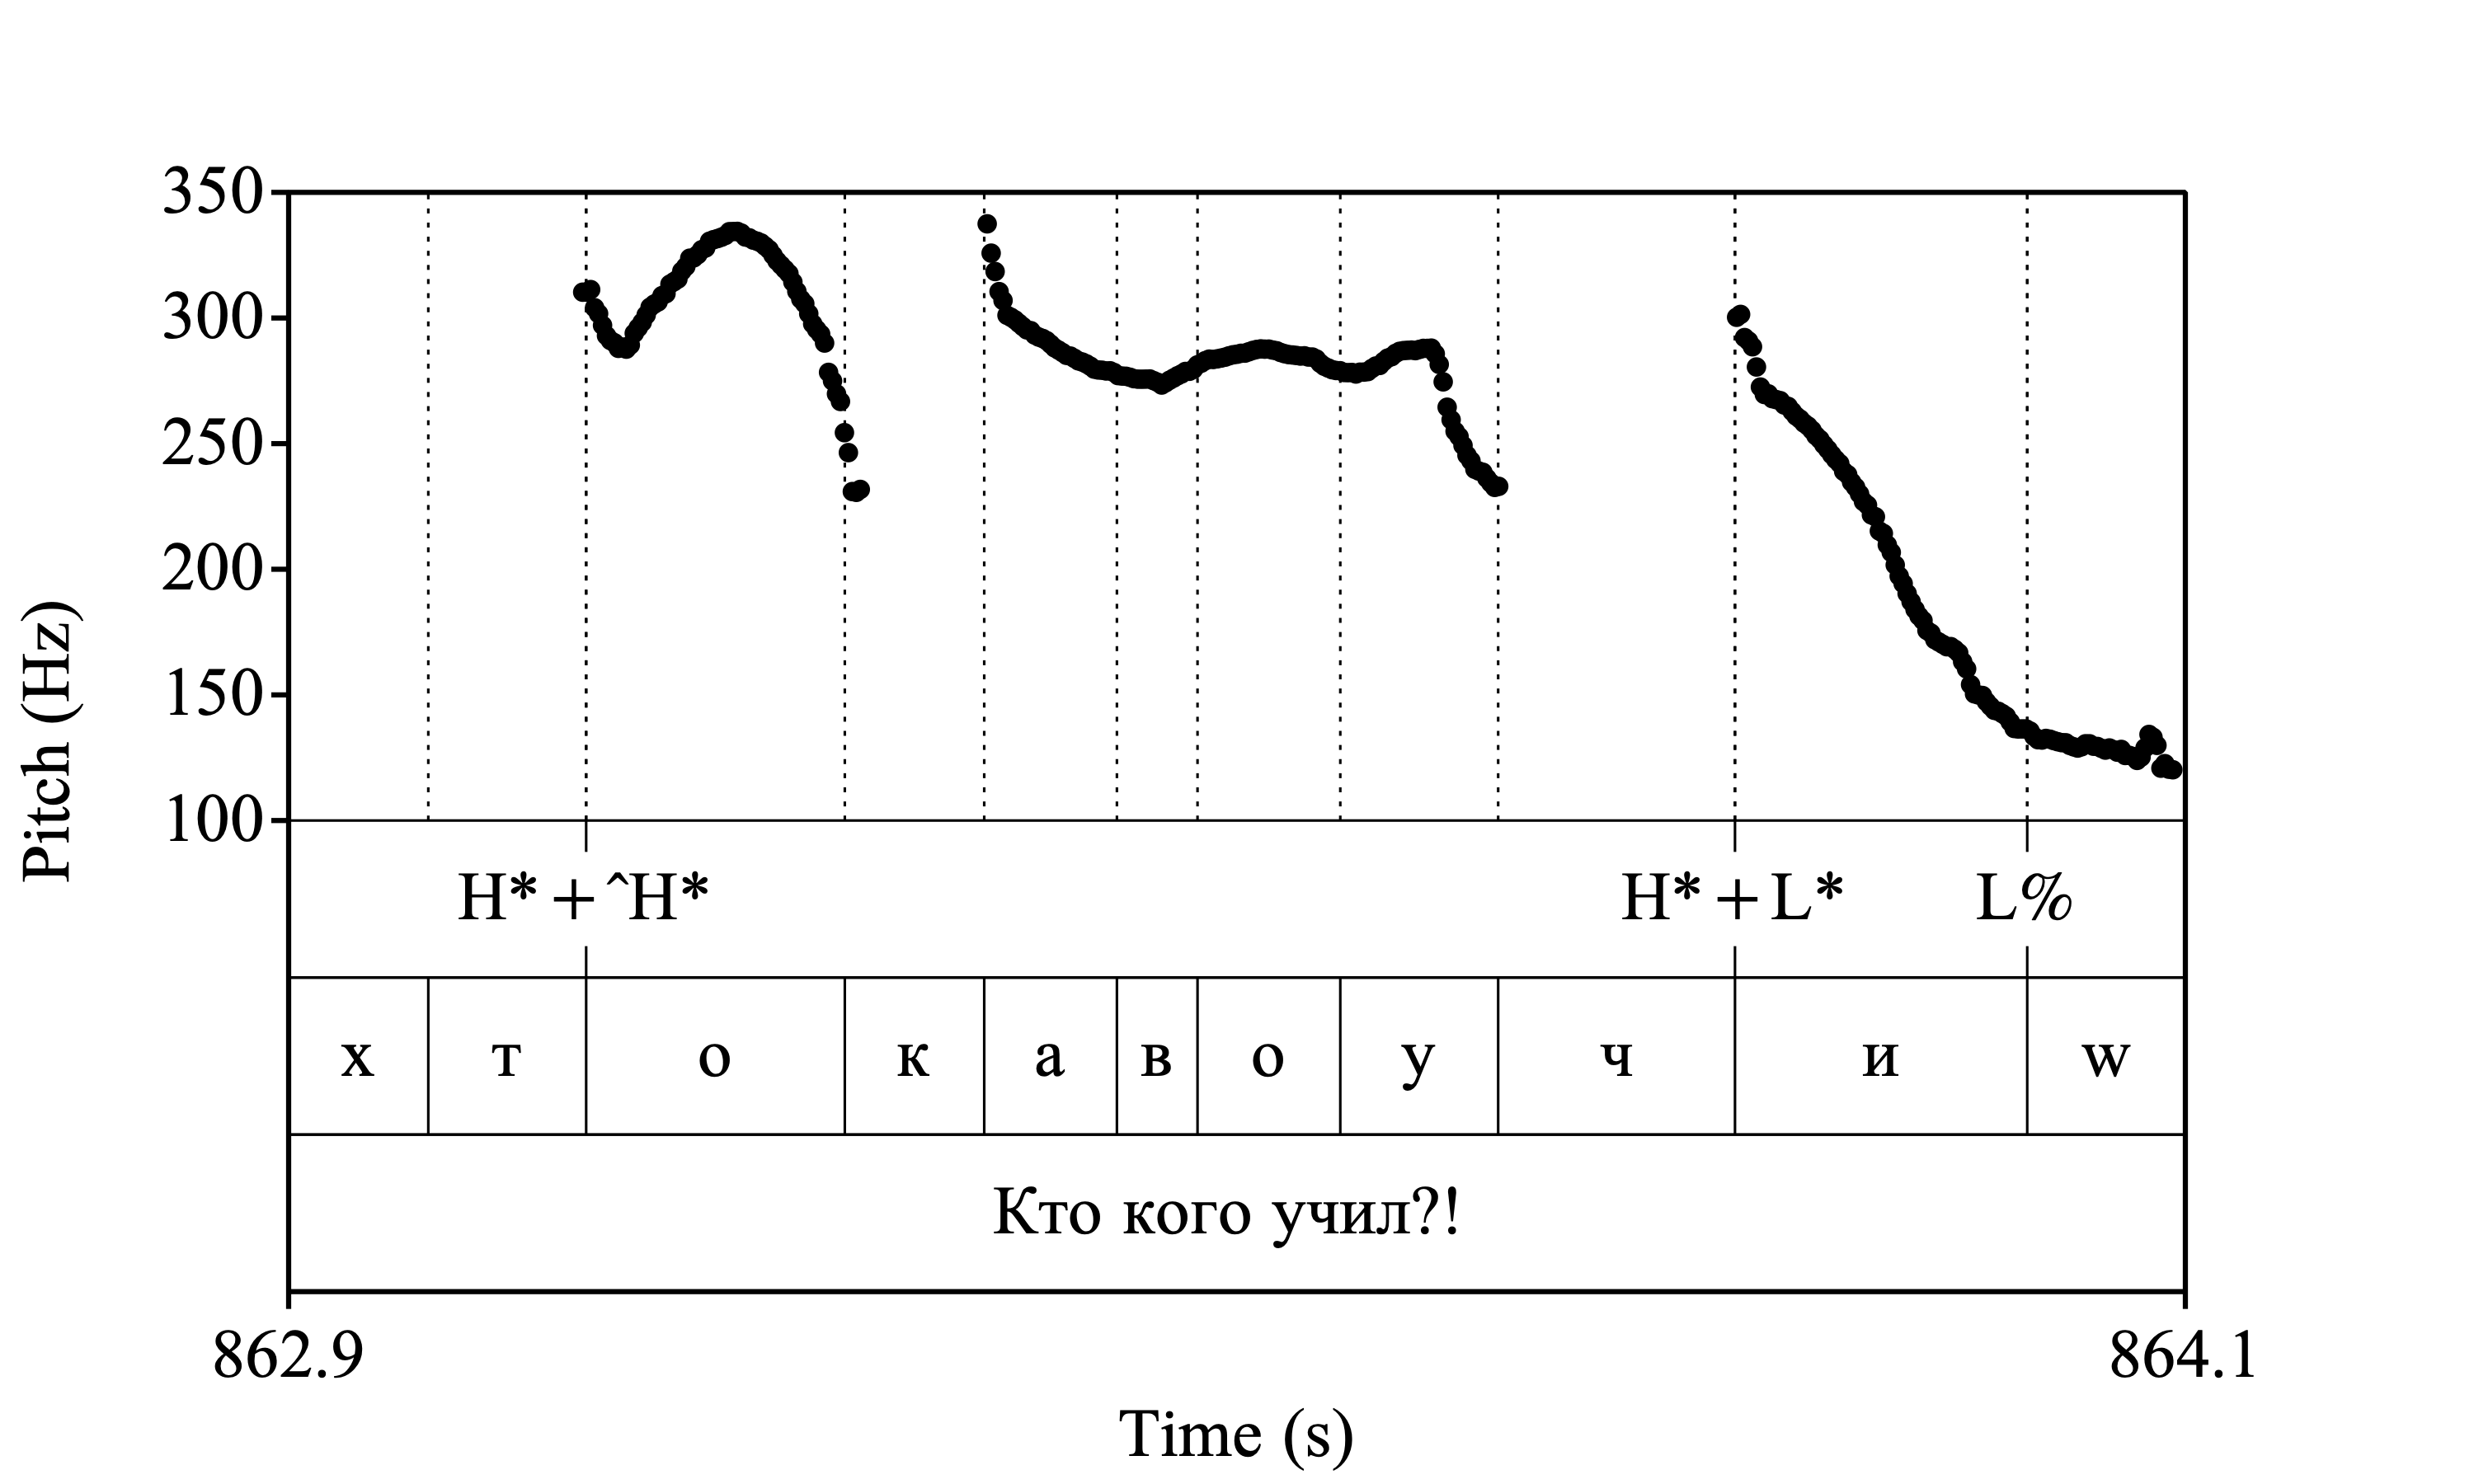 350
300
250
200
150
100
Pitch (Hz)
H*+^H* H*+L* L%
х т о к а в о у ч и w
Кто кого учил?!
862.9 864.1
Time (s)